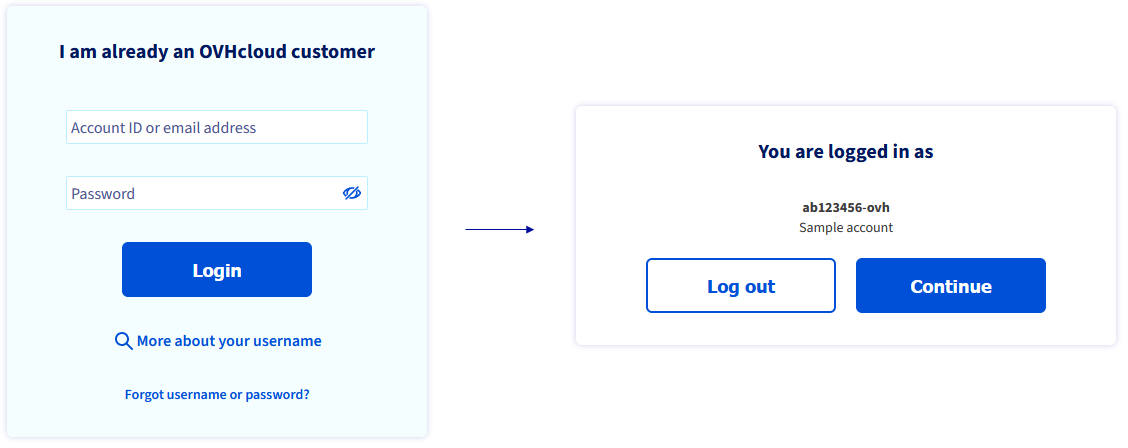 I am already an OVHcloud customer
Account ID or email address
Password
Login
More about your username
Forgot username or password?
You are logged in as
ab123456-ovh
Sample account
Log out
Continue